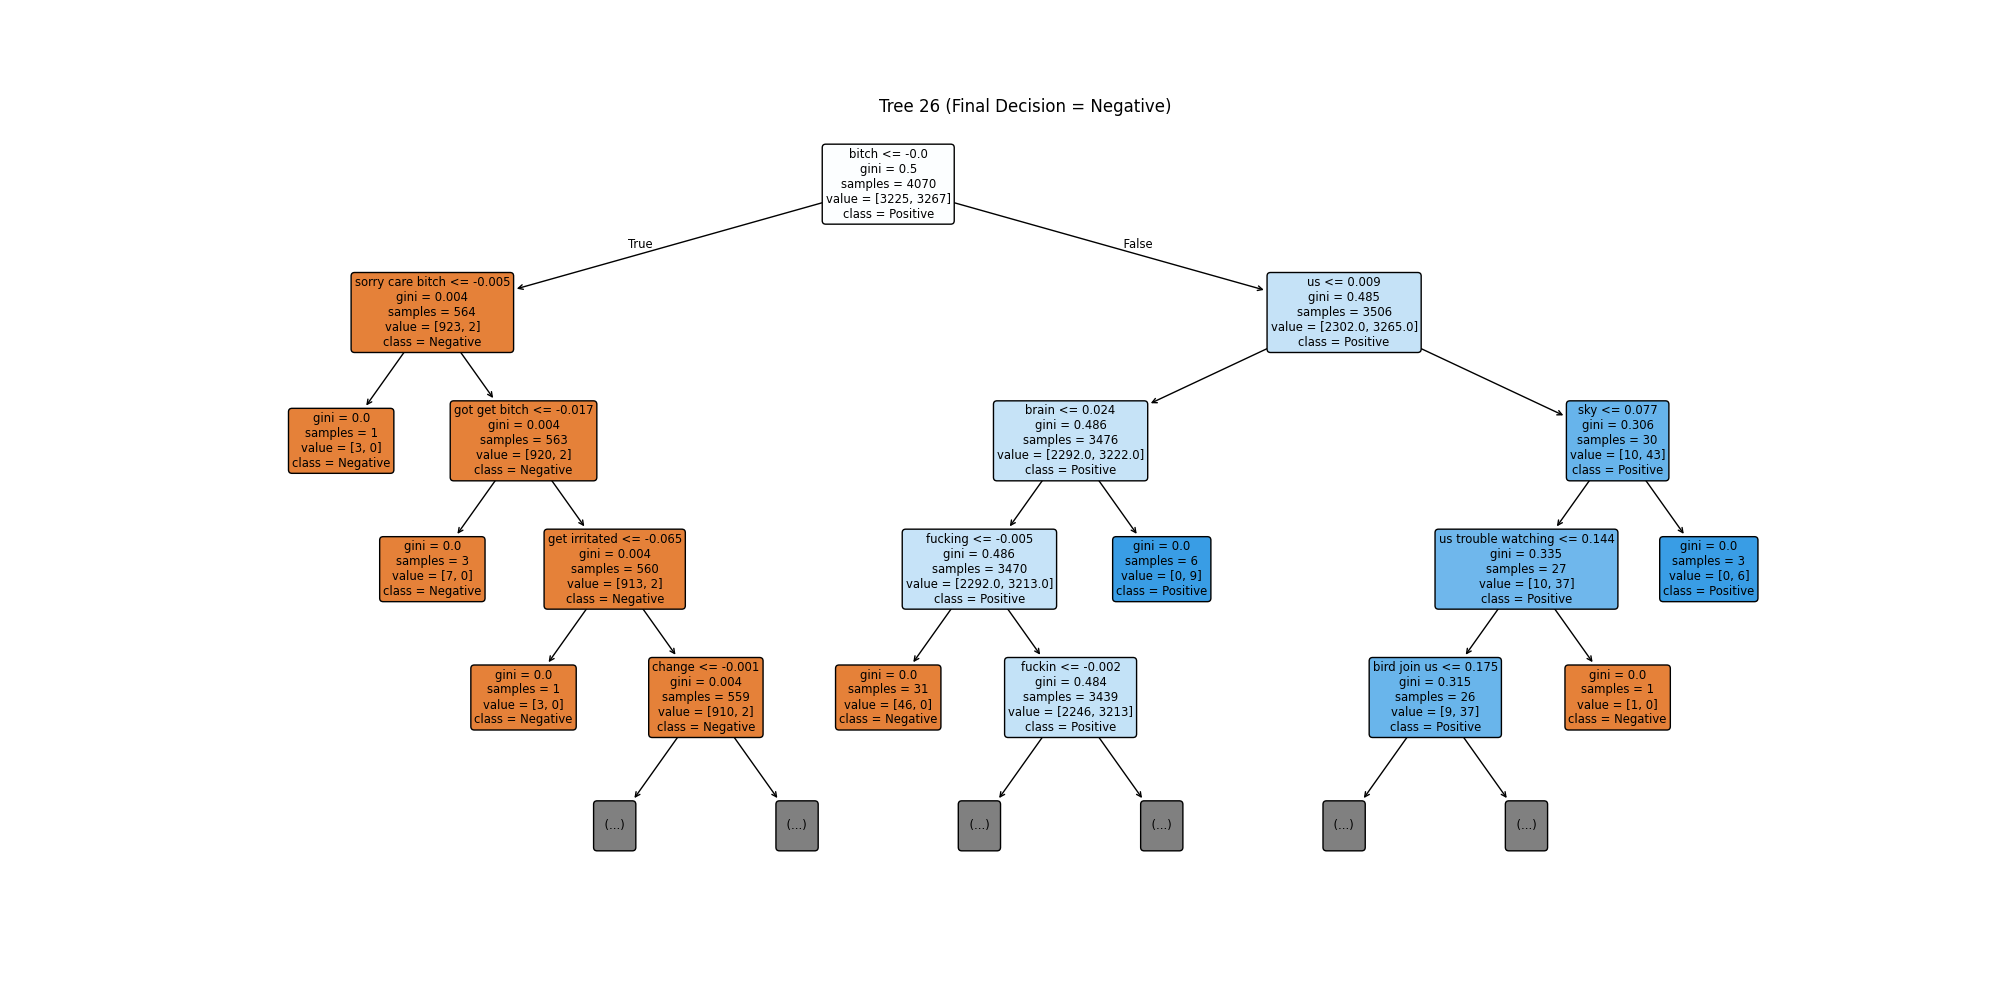 Tree 26 (Final Decision = Negative)
bitch <= -0.0
gini = 0.5
samples = 4070
value = [3225, 3267]
class = Positive
True
False
sorry care bitch <= -0.005
gini = 0.004
samples = 564
value = [923, 2]
class = Negative
us <= 0.009
gini = 0.485
samples = 3506
value = [2302.0, 3265.0]
class = Positive
gini = 0.0
samples = 1
value = [3, 0]
class = Negative
got get bitch <= -0.017
gini = 0.004
samples = 563
value = [920, 2]
class = Negative
brain <= 0.024
gini = 0.486
samples = 3476
value = [2292.0, 3222.0]
class = Positive
sky <= 0.077
gini = 0.306
samples = 30
value = [10, 43]
class = Positive
gini = 0.0
samples = 3
value = [7, 0]
class = Negative
get irritated <= -0.065
gini = 0.004
samples = 560
value = [913, 2]
class = Negative
fucking <= -0.005
gini = 0.486
samples = 3470
value = [2292.0, 3213.0]
class = Positive
gini = 0.0
samples = 6
value = [0, 9]
class = Positive
us trouble watching <= 0.144
gini = 0.335
samples = 27
value = [10, 37]
class = Positive
gini = 0.0
samples = 3
value = [0, 6]
class = Positive
gini = 0.0
samples = 1
value = [3, 0]
class = Negative
change <= -0.001
gini = 0.004
samples = 559
value = [910, 2]
class = Negative
gini = 0.0
samples = 31
value = [46, 0]
class = Negative
fuckin <= -0.002
gini = 0.484
samples = 3439
value = [2246, 3213]
class = Positive
bird join us <= 0.175
gini = 0.315
samples = 26
value = [9, 37]
class = Positive
gini = 0.0
samples = 1
value = [1, 0]
class = Negative
(...)
(...)
(...)
(...)
(...)
(...)